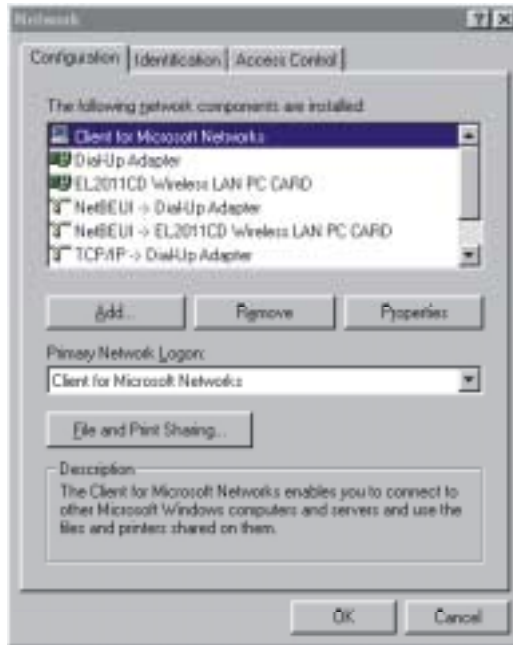 Network
Configuration Identification Access Control
The following network components are installed:
Client for Microsoft Networks
Dial-Up Adapter
EL2011CD Wireless LAN PC CARD
NetBEUI -> Dial-Up Adapter
NetBEUI -> EL2011CD Wireless LAN PC CARD
TCP/IP -> Dial-Up Adapter
Add... Remove Properties
Primary Network Logon:
Client for Microsoft Networks
File and Print Sharing...
Description
The Client for Microsoft Networks enables you to connect to
other Microsoft Windows computers and servers and use the
files and printers shared on them.
OK Cancel